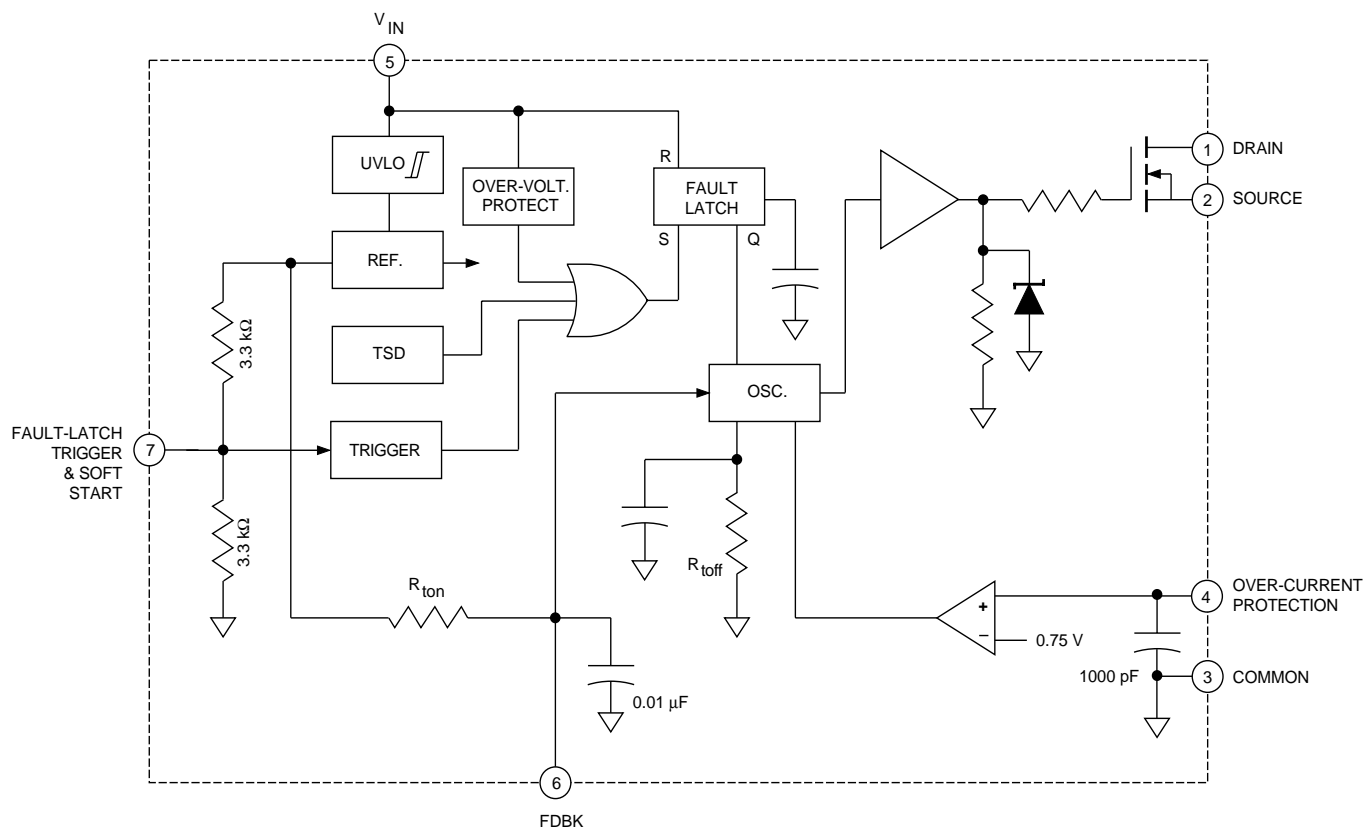 V IN
5
UVLO
OVER-VOLT.
PROTECT
R
FAULT
LATCH
S
Q
1
DRAIN
2
SOURCE
REF.
3.3 kΩ
TSD
OSC.
FAULT-LATCH
TRIGGER
& SOFT
START
7
TRIGGER
3.3 kΩ
R toff
R ton
+
–
0.75 V
4
OVER-CURRENT
PROTECTION
1000 pF
3
COMMON
0.01 µF
6
FDBK